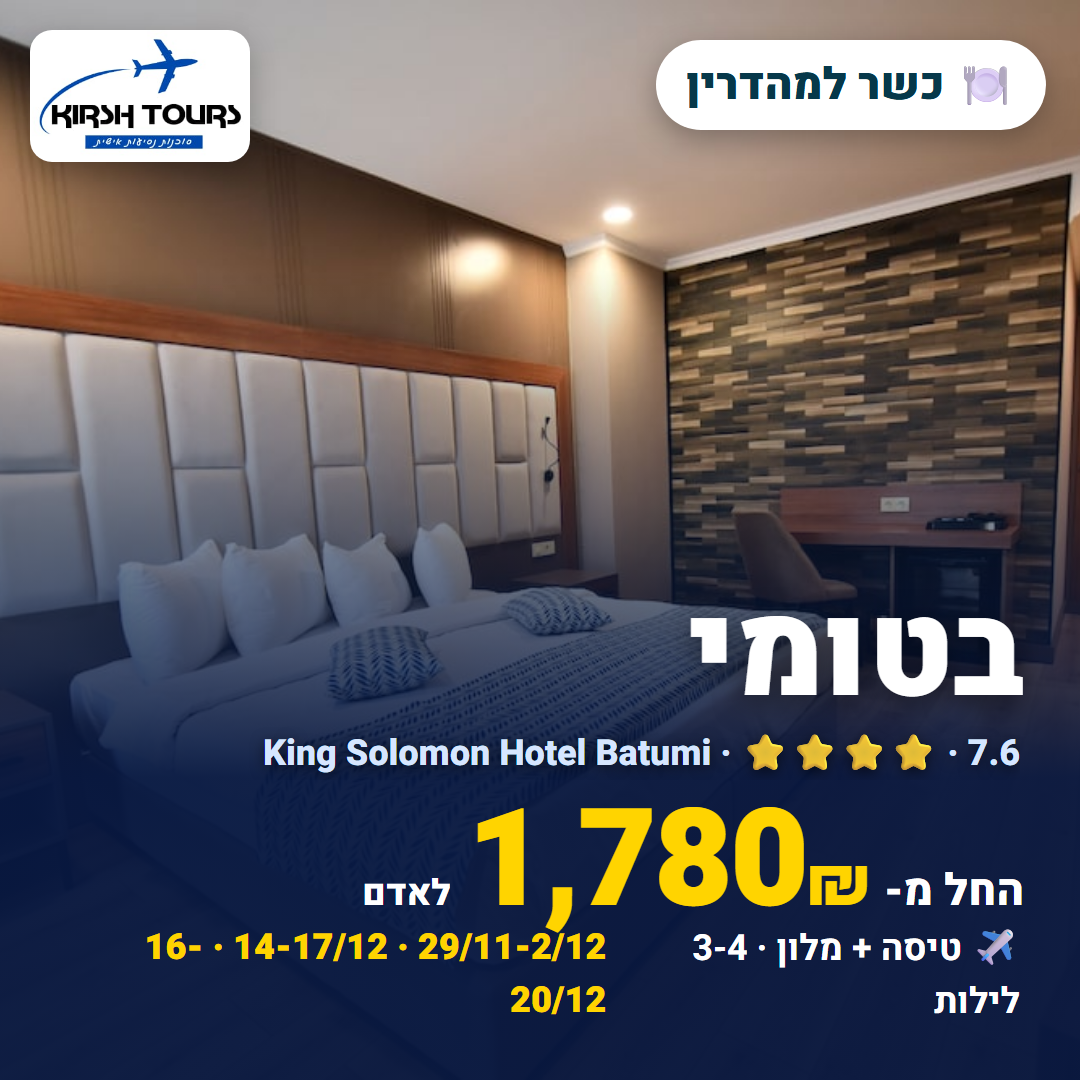 KIRSH TOURS
סוכנות נסיעות אישית
כשר למהדרין
בטומי
7.6 · ⭐⭐⭐⭐ · King Solomon Hotel Batumi
החל מ- ₪1,780 לאדם
✈️ טיסה + מלון · 3-4
לילות
29/11-2/12 · 14-17/12 · 16-
20/12